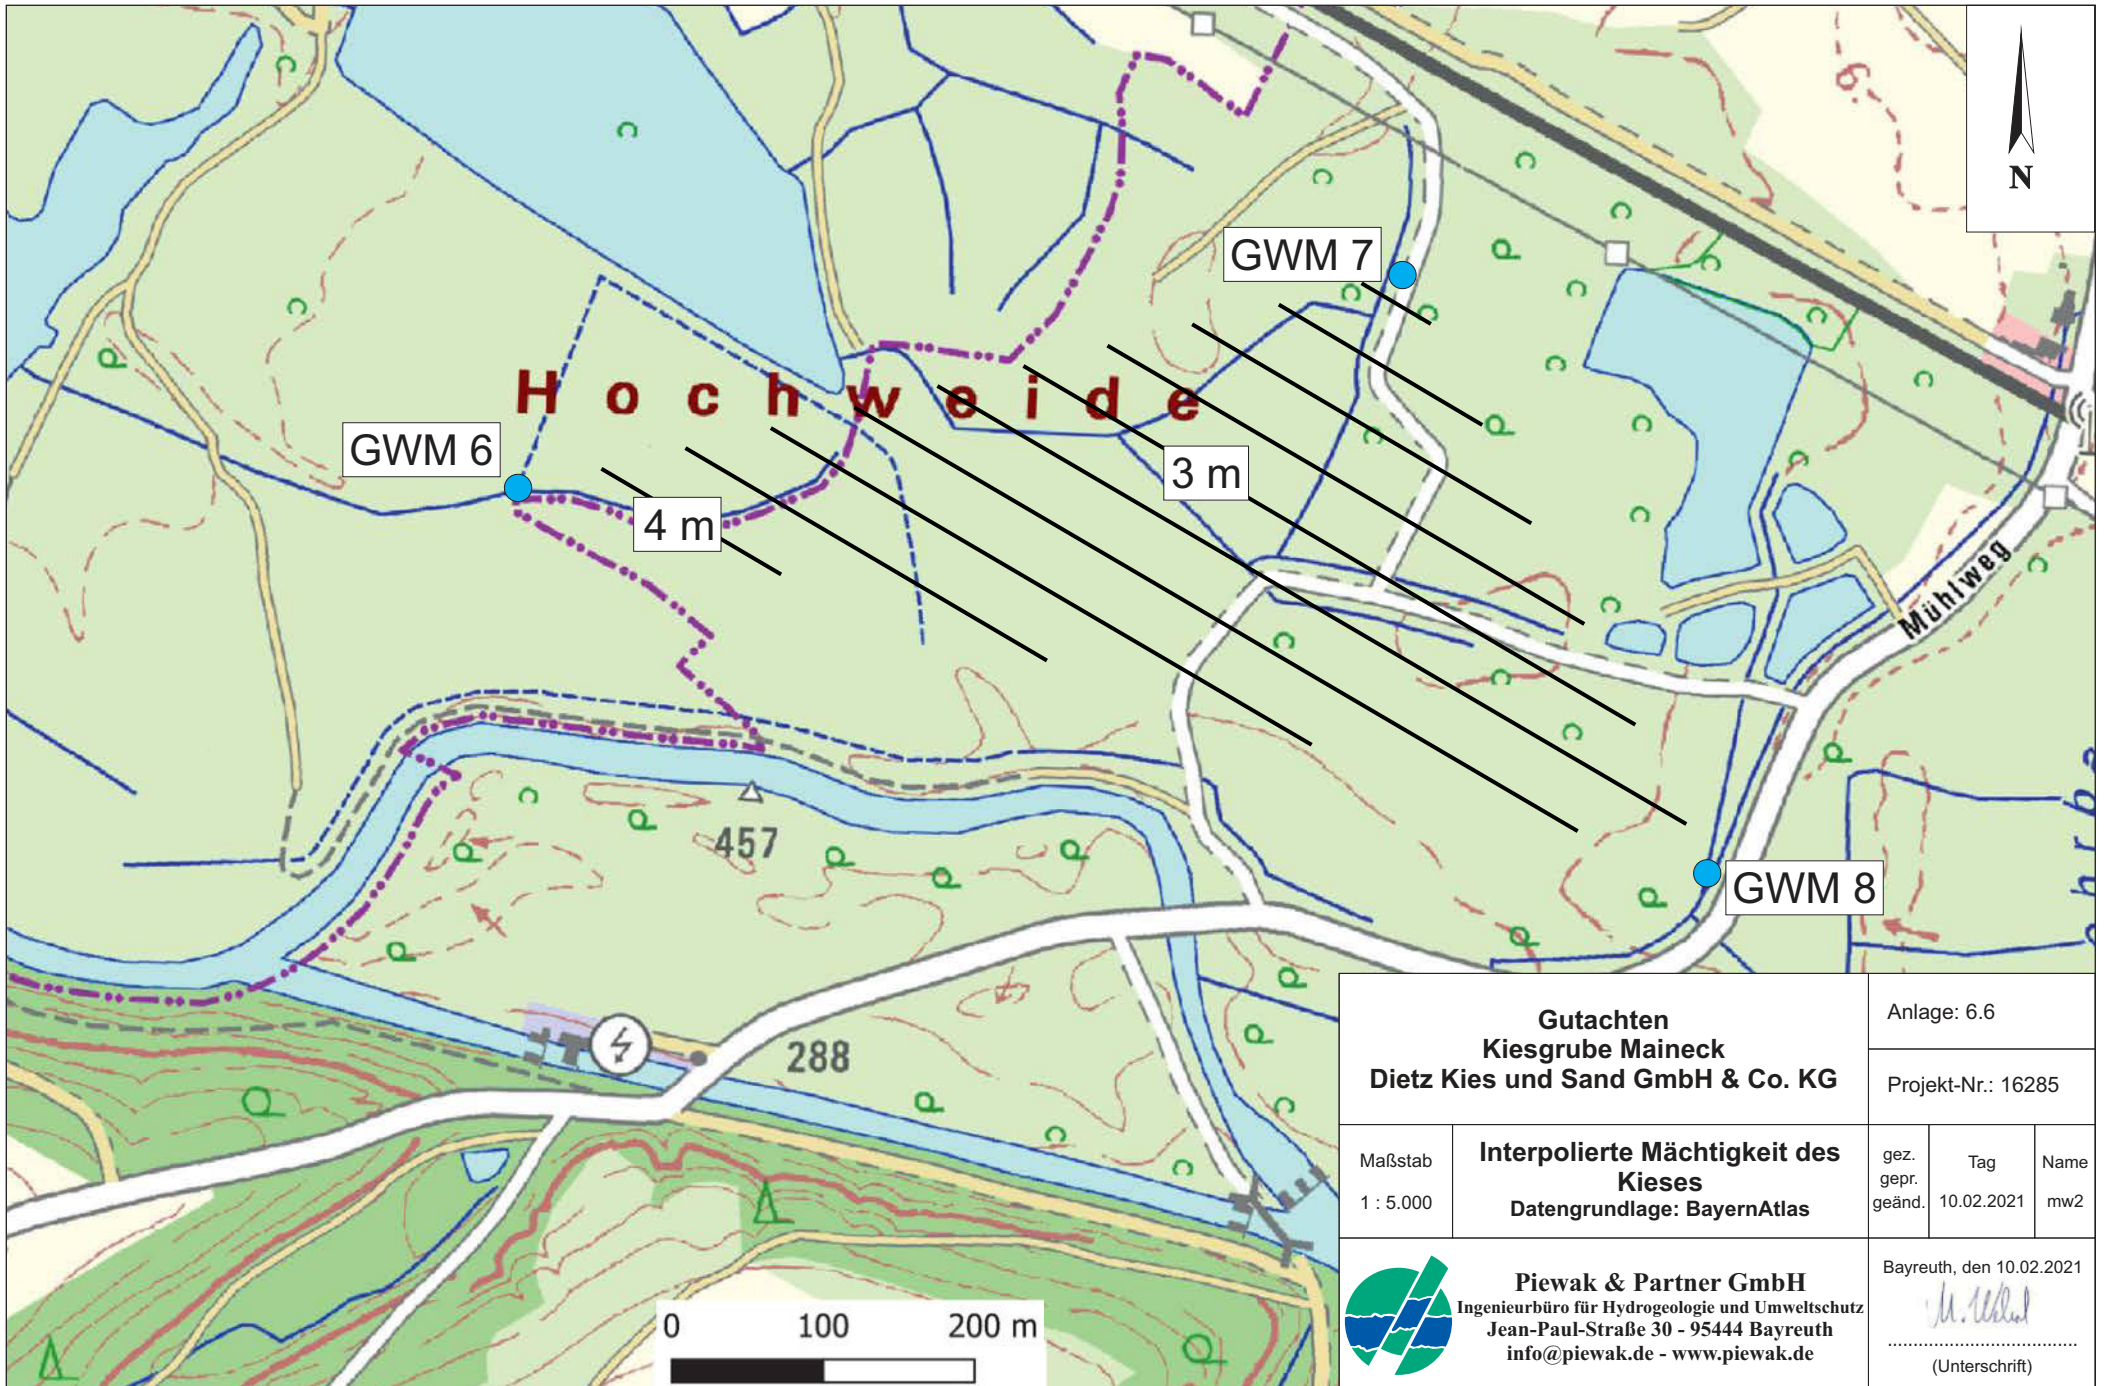 N
GWM 7
Hochweide
GWM 6
3 m
4 m
Mühlweg
457
GWM 8
288
0 100 200 m
Gutachten
Kiesgrube Maineck
Dietz Kies und Sand GmbH & Co. KG
Anlage: 6.6
Projekt-Nr.: 16285
Maßstab
1 : 5.000
Interpolierte Mächtigkeit des
Kieses
Datengrundlage: BayernAtlas
gez.
gepr.
geänd.
Tag
10.02.2021
Name
mw2
Piewak & Partner GmbH
Ingenieurbüro für Hydrogeologie und Umweltschutz
Jean-Paul-Straße 30 - 95444 Bayreuth
info@piewak.de - www.piewak.de
Bayreuth, den 10.02.2021
(Unterschrift)